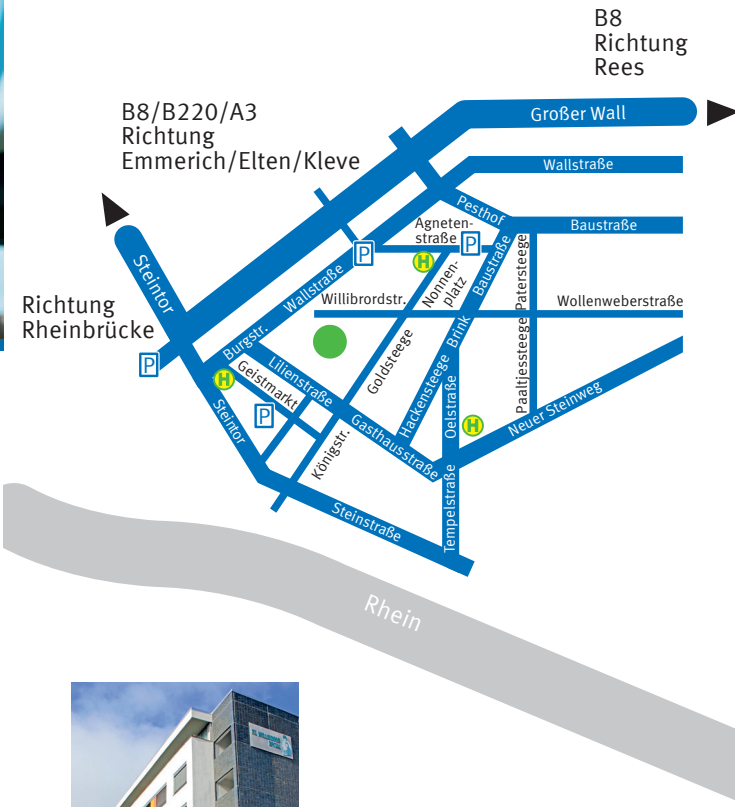 B8
Richtung
Rees
B8/B220/A3
Richtung
Emmerich/Elten/Kleve
Großer Wall
Wallstraße
Pesthof
Agneten-
straße
P
P
H
Baustraße
Baustraße
Nonnen-
platz
Patersteege
Steintor
Wallstraße
Willibrordstr.
Wollenweberstraße
Richtung
Rheinbrücke
P
Burgstr.
Brink
Goldsteege
Paaltjessteege
H
Geistmarkt
Lilienstraße
P
Hackensteege
Oelstraße
H
Neuer Steinweg
Steintor
Königstr.
Gasthausstraße
Steinstraße
Tempelstraße
Rhein